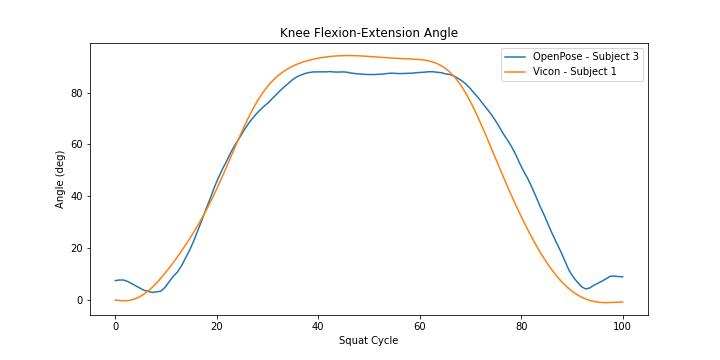 Knee Flexion-Extension Angle
OpenPose - Subject 3
Vicon - Subject 1
Angle (deg)
80
60
40
20
0
0 20 40 60 80 100
Squat Cycle